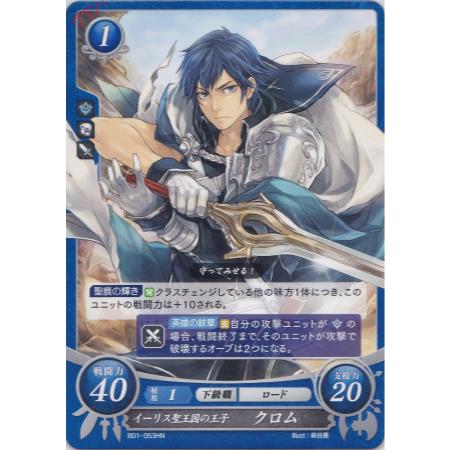 1
守ってみせる!
聖痕の輝き 常クラスチェンジしている他の味方1体につき、この
ユニットの戦闘力は+10される。
英雄の紋章 支自分の攻撃ユニットが
の場合、戦闘終了まで、そのユニットが攻撃で
破壊するオーブは2つになる。
戦闘力
40
射程 1 下級職 ロード
支援力
20
イーリス聖王国の王子 クロム
B01-053HN
Illust: